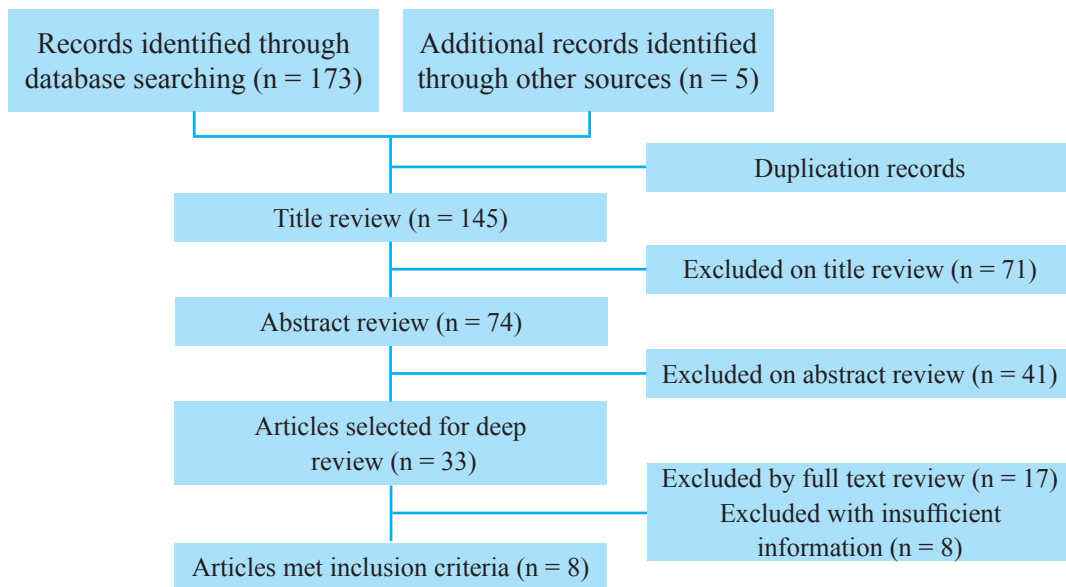 Records identified through
database searching (n = 173)
Additional records identified
through other sources (n = 5)
Duplication records
Title review (n = 145)
Excluded on title review (n = 71)
Abstract review (n = 74)
Excluded on abstract review (n = 41)
Articles selected for deep
review (n = 33)
Excluded by full text review (n = 17)
Excluded with insufficient
information (n = 8)
Articles met inclusion criteria (n = 8)